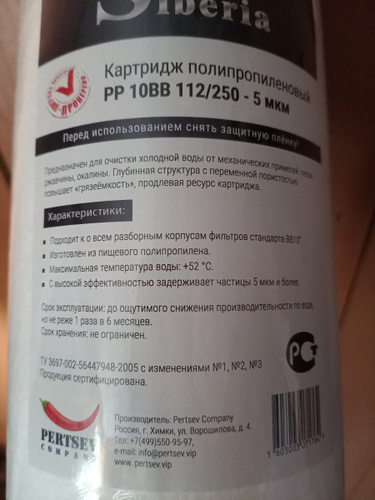 Siberia
Картридж полипропиленовый
PP 10BB 112/250 - 5 мкм
Перед использованием снять защитную плёнку!
Предназначен для очистки холодной воды от механических примесей: песка,
ржавчины, окалины. Глубинная структура с переменной пористостью
повышает «грязеёмкость», продлевая ресурс картриджа.
Характеристики:
Подходит к о всем разборным корпусам фильтров стандарта BB10".
Изготовлен из пищевого полипропилена.
Максимальная температура воды: +52 °C.
С высокой эффективностью задерживает частицы 5 мкм и более.
Срок эксплуатации: до ощутимого снижения производительности по воде,
но не реже 1 раза в 6 месяцев.
Срок хранения: не ограничен.
ТУ 3697-002-56447948-2005 с изменениями №1, №2, №3
Продукция сертифицирована.
PERTSEV
COMPANY
Производитель: Pertsev Company
Россия, г. Химки, ул. Ворошилова, д. 4.
Тел: +7(499)550-95-97,
e-mail: info@pertsev.vip
www. pertsev.vip